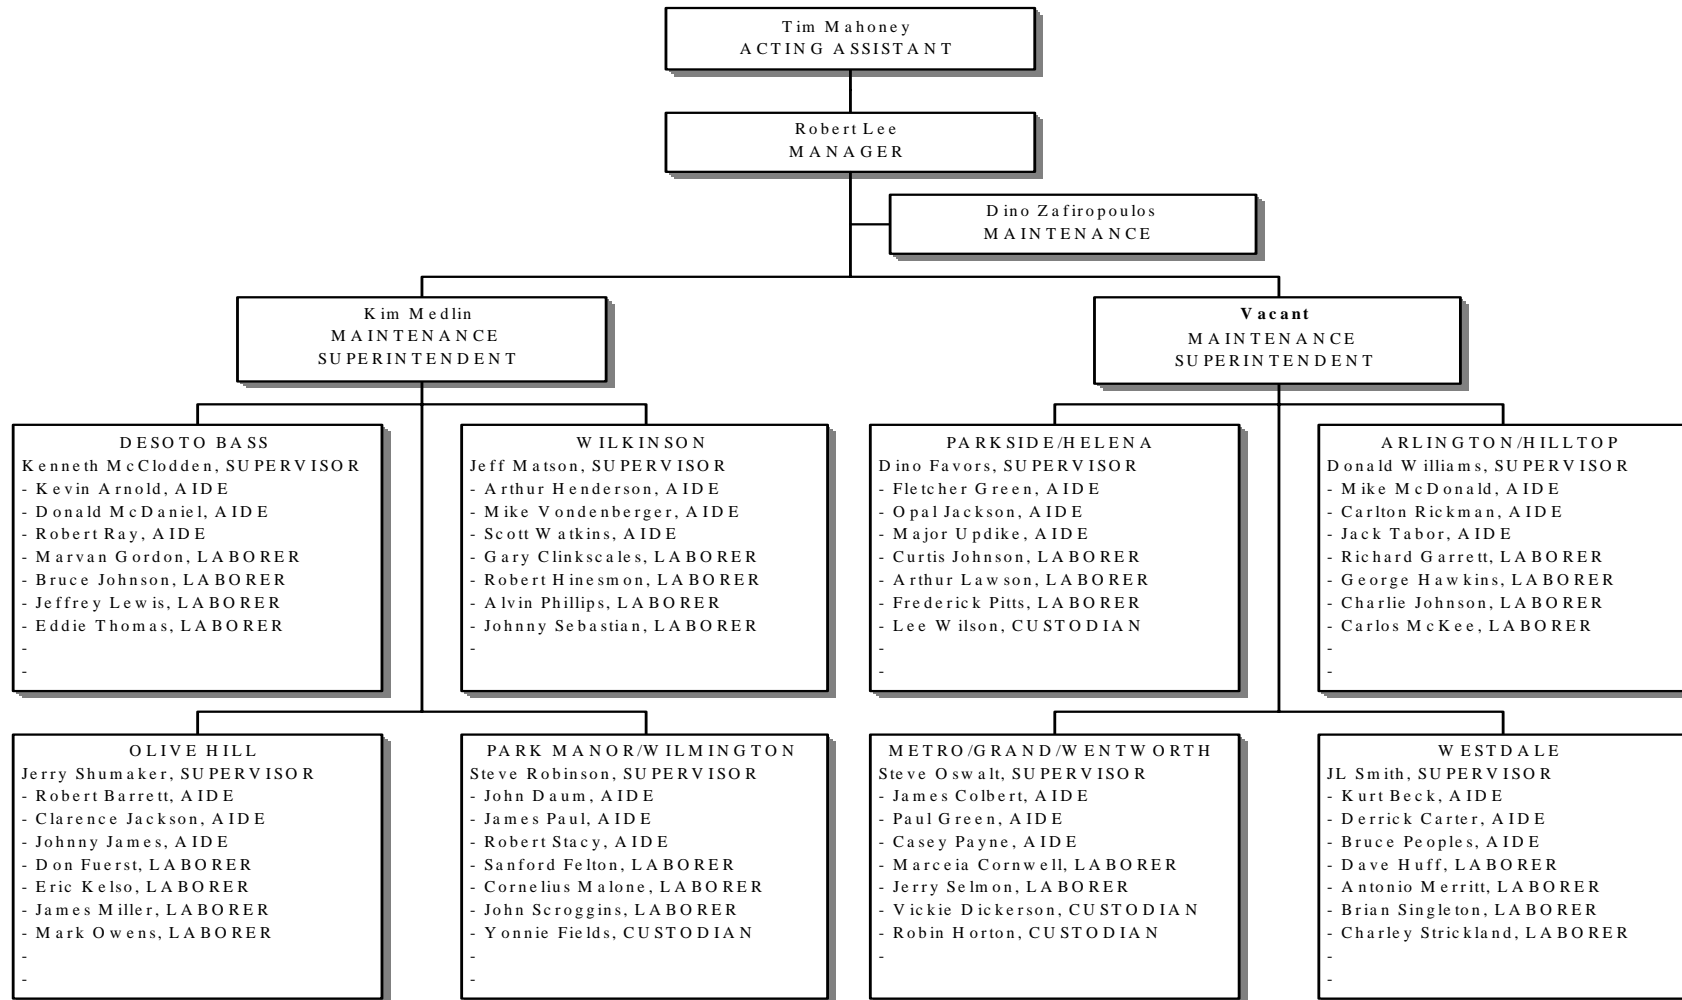 Tim Mahoney
ACTING ASSISTANT
Robert Lee
MANAGER
Dino Zafiropoulos
MAINTENANCE
Kim Medlin
MAINTENANCE
SUPERINTENDENT
Vacant
MAINTENANCE
SUPERINTENDENT
DESOTO BASS
Kenneth McClodden, SUPERVISOR
- Kevin Arnold, AIDE
- Donald McDaniel, AIDE
- Robert Ray, AIDE
- Marvan Gordon, LABORER
- Bruce Johnson, LABORER
- Jeffrey Lewis, LABORER
- Eddie Thomas, LABORER
-
-
WILKINSON
Jeff Matson, SUPERVISOR
- Arthur Henderson, AIDE
- Mike Vondenberger, AIDE
- Scott Watkins, AIDE
- Gary Clinkscales, LABORER
- Robert Hinesmon, LABORER
- Alvin Phillips, LABORER
- Johnny Sebastian, LABORER
-
-
PARKSIDE/HELENA
Dino Favors, SUPERVISOR
- Fletcher Green, AIDE
- Opal Jackson, AIDE
- Major Updike, AIDE
- Curtis Johnson, LABORER
- Arthur Lawson, LABORER
- Frederick Pitts, LABORER
- Lee Wilson, CUSTODIAN
-
-
ARLINGTON/HILLTOP
Donald Williams, SUPERVISOR
- Mike McDonald, AIDE
- Carlton Rickman, AIDE
- Jack Tabor, AIDE
- Richard Garrett, LABORER
- George Hawkins, LABORER
- Charlie Johnson, LABORER
- Carlos McKee, LABORER
-
-
OLIVE HILL
Jerry Shumaker, SUPERVISOR
- Robert Barrett, AIDE
- Clarence Jackson, AIDE
- Johnny James, AIDE
- Don Fuerst, LABORER
- Eric Kelso, LABORER
- James Miller, LABORER
- Mark Owens, LABORER
-
-
PARK MANOR/WILMINGTON
Steve Robinson, SUPERVISOR
- John Daum, AIDE
- James Paul, AIDE
- Robert Stacy, AIDE
- Sanford Felton, LABORER
- Cornelius Malone, LABORER
- John Scroggins, LABORER
- Yonnie Fields, CUSTODIAN
-
-
METRO/GRAND/WENTWORTH
Steve Oswalt, SUPERVISOR
- James Colbert, AIDE
- Paul Green, AIDE
- Casey Payne, AIDE
- Marceia Cornwell, LABORER
- Jerry Selmon, LABORER
- Vickie Dickerson, CUSTODIAN
- Robin Horton, CUSTODIAN
-
WESTDALE
JL Smith, SUPERVISOR
- Kurt Beck, AIDE
- Derrick Carter, AIDE
- Bruce Peoples, AIDE
- Dave Huff, LABORER
- Antonio Merritt, LABORER
- Brian Singleton, LABORER
- Charley Strickland, LABORER
-
-